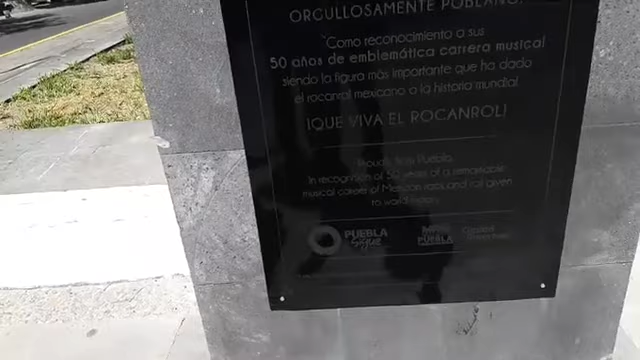 ORGULLOSAMENTE POBLANO.
"Como reconocimiento a sus
50 años de emblemática carrera musical
siendo la figura más importante que ha dado
el rocanrol mexicano a la historia mundial
¡QUE VIVA EL ROCANROL!
Proudly from Puebla.
In recognition of 50 years of a remarkable
musical career of Mexican rock and roll given
to world history.
PUEBLA
Sigue
PUEBLA